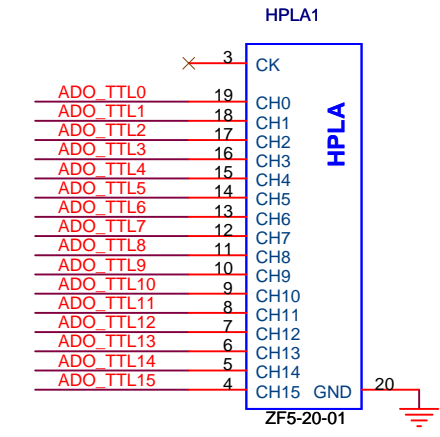 HPLA1
3 CK
HPLA
ADO_TTL0 19 CH0
ADO_TTL1 18 CH1
ADO_TTL2 17 CH2
ADO_TTL3 16 CH3
ADO_TTL4 15 CH4
ADO_TTL5 14 CH5
ADO_TTL6 13 CH6
ADO_TTL7 12 CH7
ADO_TTL8 11 CH8
ADO_TTL9 10 CH9
ADO_TTL10 9 CH10
ADO_TTL11 8 CH11
ADO_TTL12 7 CH12
ADO_TTL13 6 CH13
ADO_TTL14 5 CH14
ADO_TTL15 4 CH15 GND 20
ZF5-20-01